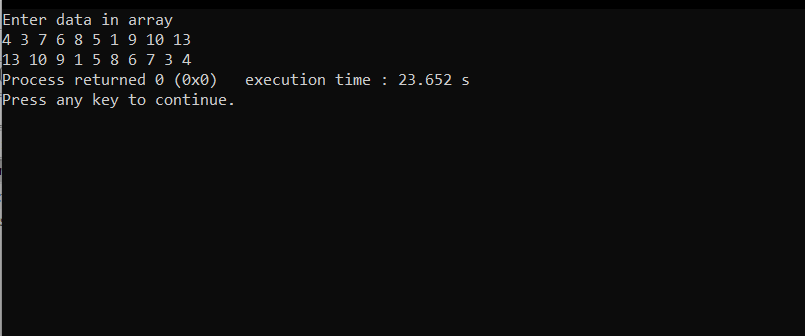 Enter data in array
4 3 7 6 8 5 1 9 10 13
13 10 9 1 5 8 6 7 3 4
Process returned 0 (0x0)   execution time : 23.652 s
Press any key to continue.